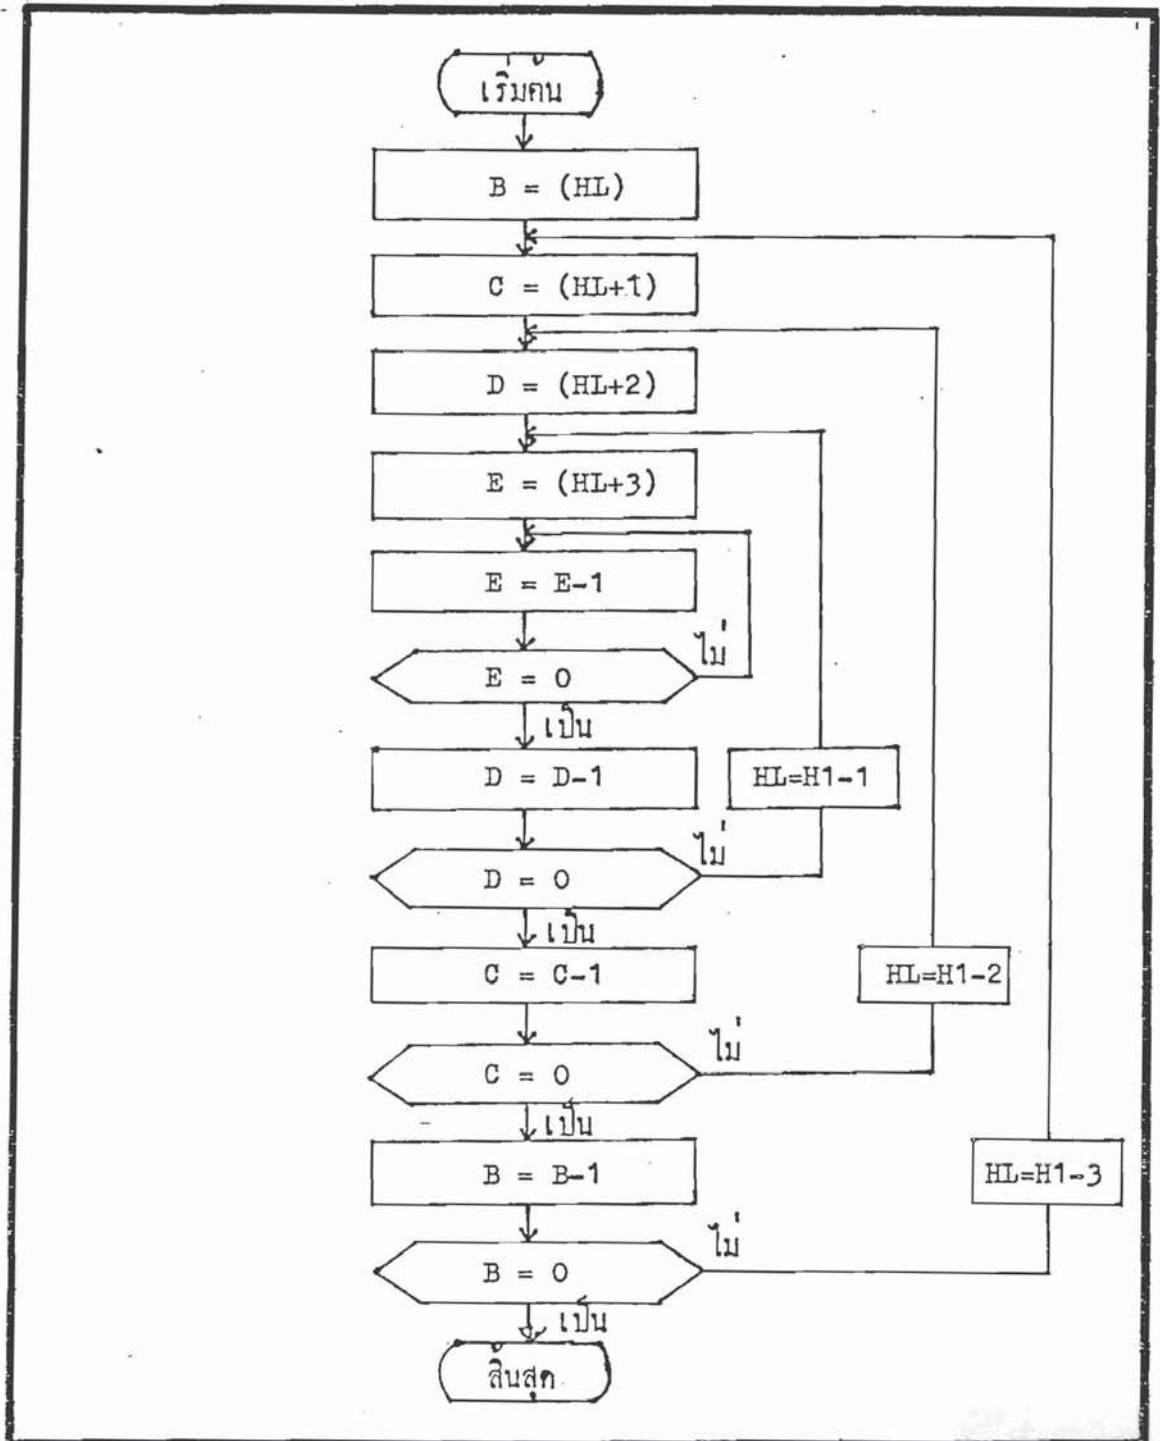 เริ่มต้น
B = (HL)
C = (HL+1)
D = (HL+2)
E = (HL+3)
E = E-1
E = 0
ไม่
เป็น
D = D-1
HL=H1-1
D = 0
ไม่
เป็น
C = C-1
HL=H1-2
C = 0
ไม่
เป็น
B = B-1
HL=H1-3
B = 0
ไม่
เป็น
สิ้นสุด